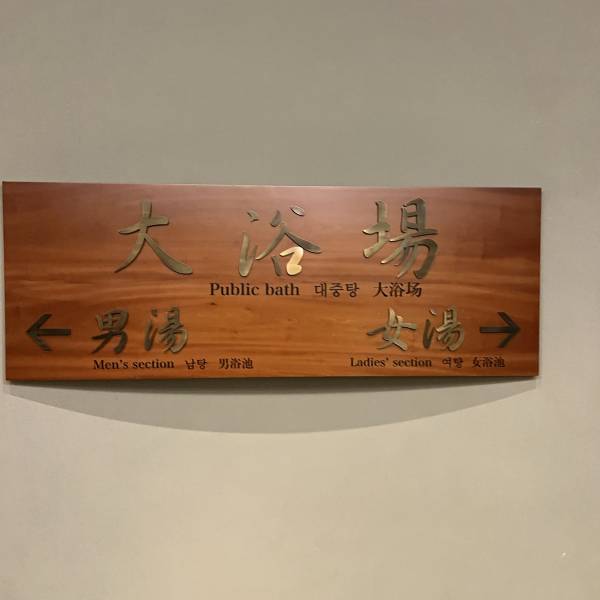 大浴場
Public bath 대중탕 大浴场
← 男湯 女湯 →
Men's section 남탕 男浴池 Ladies' section 여탕 女浴池